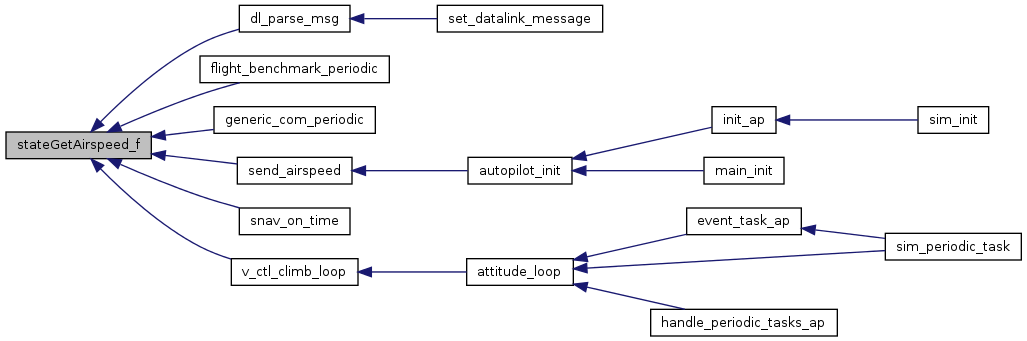 dl_parse_msg
set_datalink_message
flight_benchmark_periodic
generic_com_periodic
init_ap
sim_init
stateGetAirspeed_f
send_airspeed
autopilot_init
main_init
snav_on_time
event_task_ap
sim_periodic_task
v_ctl_climb_loop
attitude_loop
handle_periodic_tasks_ap